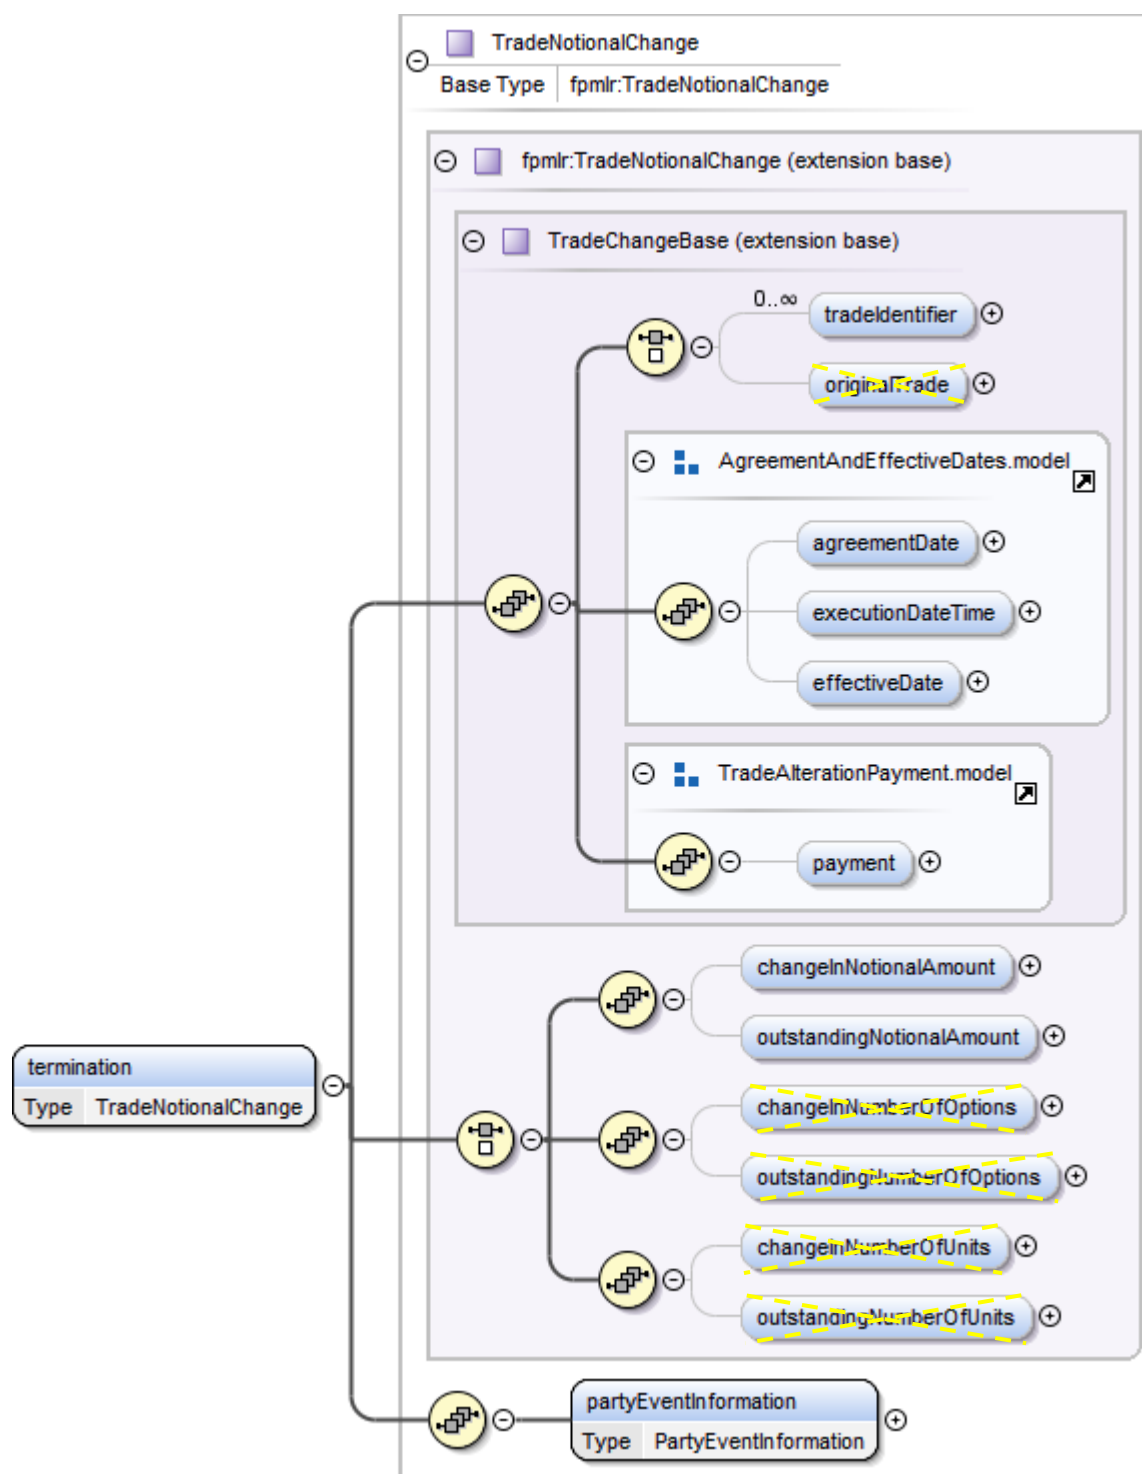 TradeNotionalChange
Base Type fpmlr:TradeNotionalChange
fpmlr:TradeNotionalChange (extension base)
TradeChangeBase (extension base)
0..∞
tradeIdentifier
originalTrade
AgreementAndEffectiveDates.model
agreementDate
executionDateTime
effectiveDate
TradeAlterationPayment.model
payment
changeInNotionalAmount
outstandingNotionalAmount
termination
Type TradeNotionalChange
changeInNumberOfOptions
outstandingNumberOfOptions
changeInNumberOfUnits
outstandingNumberOfUnits
partyEventInformation
Type PartyEventInformation